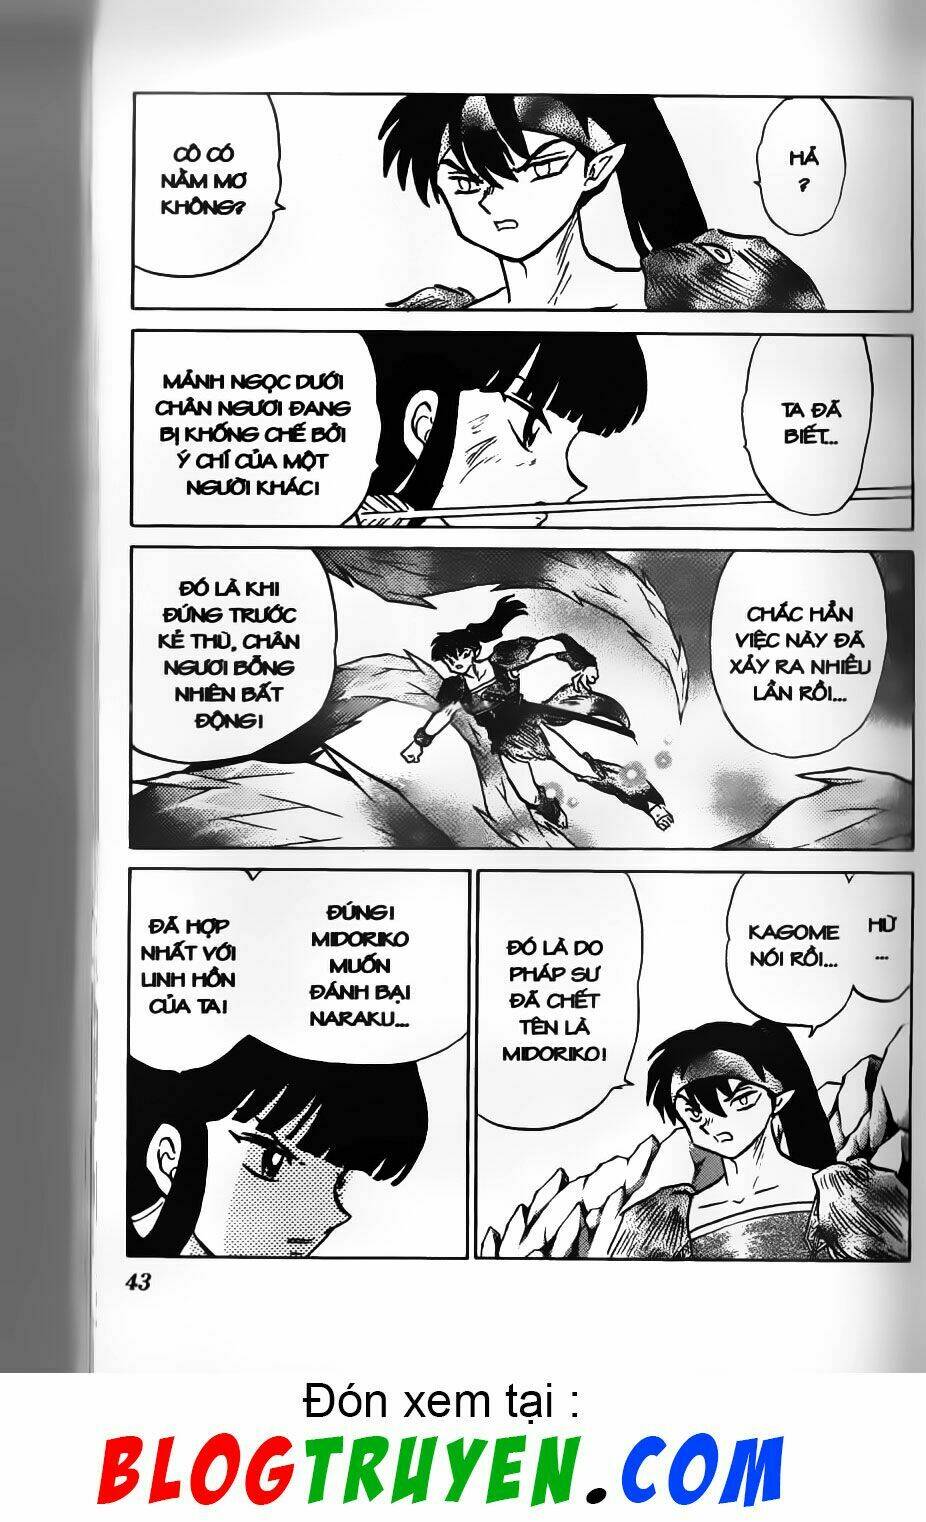 HẢ
?
CÔ CÓ
NẰM MƠ
KHÔNG?
TA ĐÃ
BIẾT...
MẢNH NGỌC DƯỚI
CHÂN NGƯƠI ĐANG
BỊ KHỐNG CHẾ BỞI
Ý CHÍ CỦA MỘT
NGƯỜI KHÁC!
CHẮC HẲN
VIỆC NÀY ĐÃ
XẢY RA NHIỀU
LẦN RỒI...
ĐÓ LÀ KHI
ĐỨNG TRƯỚC
KẺ THÙ, CHÂN
NGƯƠI BỖNG
NHIÊN BẤT
ĐỘNG!
HỪ
...
KAGOME
NÓI RỒI...
ĐÓ LÀ DO
PHÁP SƯ
ĐÃ CHẾT
TÊN LÀ
MIDORIKO!
ĐÚNG!
MIDORIKO
MUỐN
ĐÁNH BẠI
NARAKU...
ĐÃ HỢP
NHẤT VỚI
LINH HỒN
CỦA TA!
43
Đón xem tại :
BLOGTRUYEN.COM